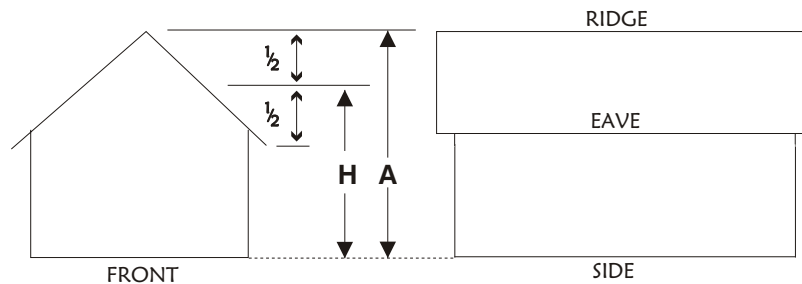 RIDGE
½
EAVE
½
H A
FRONT
SIDE